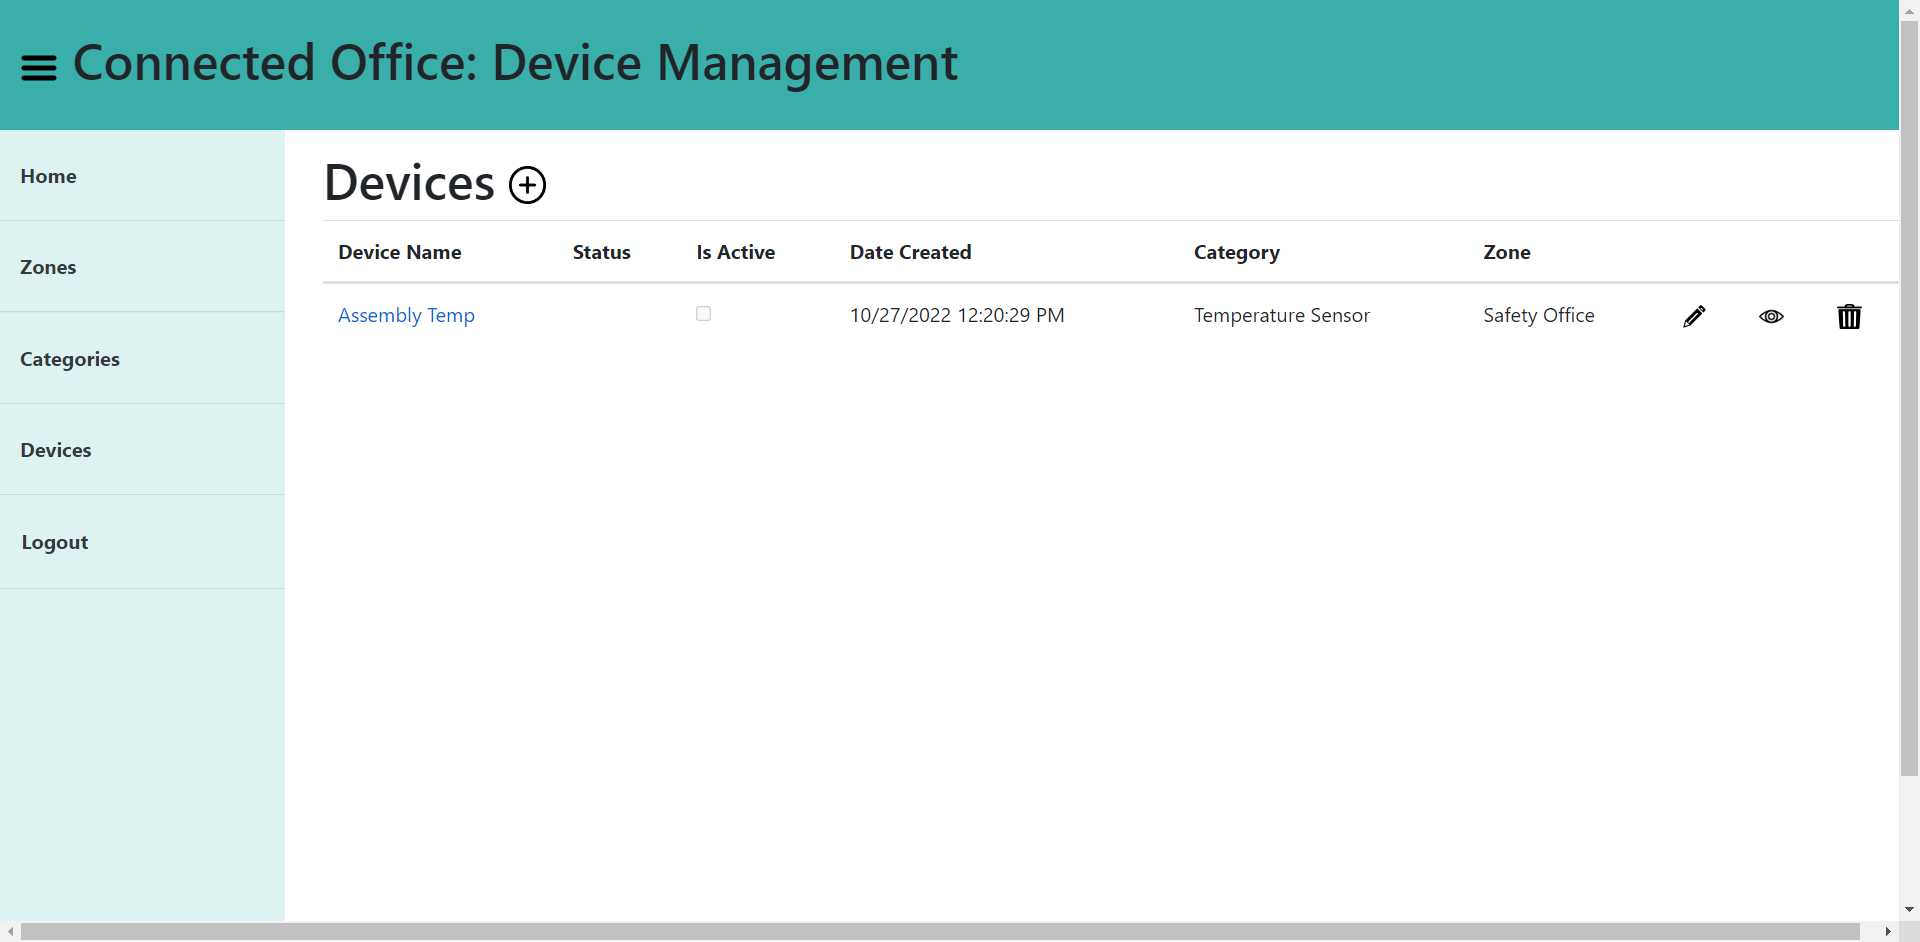 Connected Office: Device Management
Home
Zones
Categories
Devices
Logout
Devices
Device Name Status Is Active Date Created Category Zone
Assembly Temp 10/27/2022 12:20:29 PM Temperature Sensor Safety Office